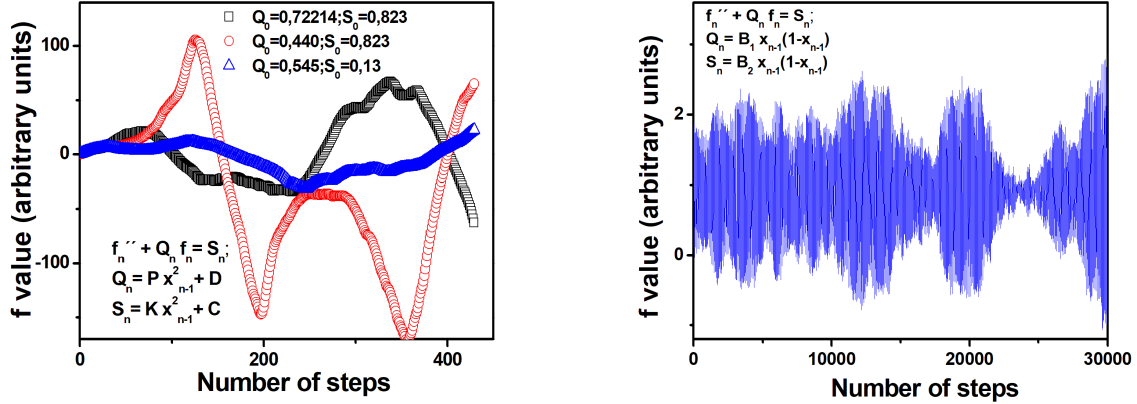 Q₀=0,72214;S₀=0,823
Q₀=0,440;S₀=0,823
Q₀=0,545;S₀=0,13
100
0
-100
f value (arbitrary units)
fₙ´´ + Qₙ fₙ = Sₙ;
Qₙ = P x²ₙ₋₁ + D
Sₙ = K x²ₙ₋₁ + C
0
200
400
Number of steps
fₙ´´ + Qₙ fₙ = Sₙ;
Qₙ = B₁ xₙ₋₁(1-xₙ₋₁)
Sₙ = B₂ xₙ₋₁(1-xₙ₋₁)
2
0
f value (arbitrary units)
0
10000
20000
30000
Number of steps